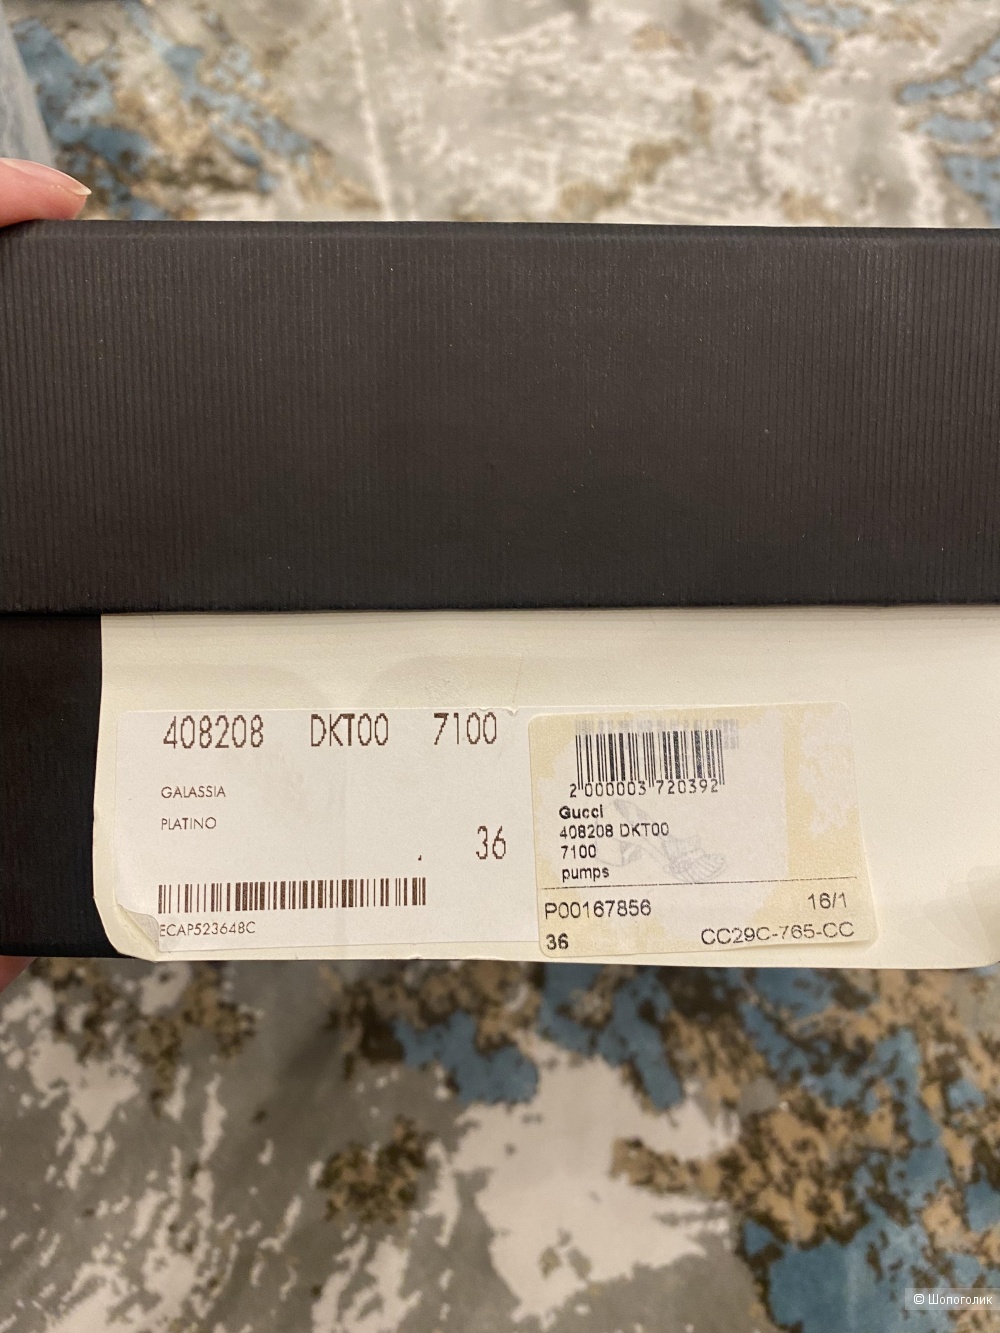 408208 DKT00 7100
GALASSIA
PLATINO
36
ECAP523648C
2 000003 720392
Gucci
408208 DKT00
7100
pumps
P00167856 16/1
36 CC29C-765-CC
© Шопоголик